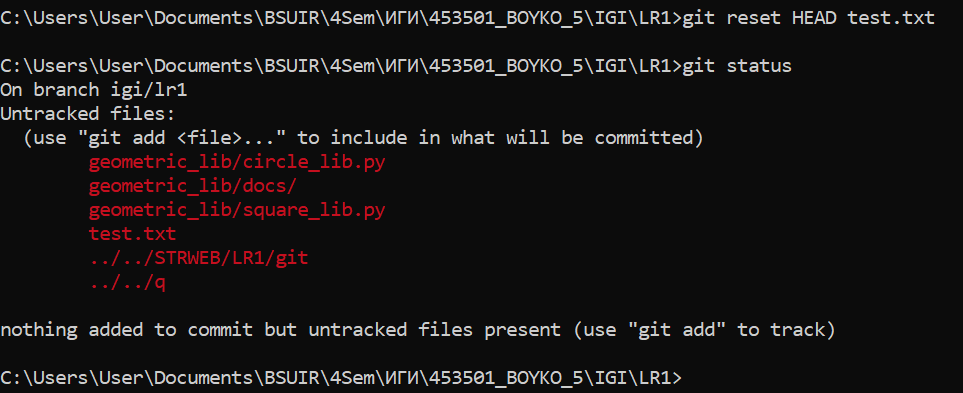 C:\Users\User\Documents\BSUIR\4Sem\ИГИ\453501_BOYKO_5\IGI\LR1>git reset HEAD test.txt
C:\Users\User\Documents\BSUIR\4Sem\ИГИ\453501_BOYKO_5\IGI\LR1>git status
On branch igi/lr1
Untracked files:
  (use "git add <file>..." to include in what will be committed)
        geometric_lib/circle_lib.py
        geometric_lib/docs/
        geometric_lib/square_lib.py
        test.txt
        ../../STRWEB/LR1/git
        ../../q
nothing added to commit but untracked files present (use "git add" to track)
C:\Users\User\Documents\BSUIR\4Sem\ИГИ\453501_BOYKO_5\IGI\LR1>